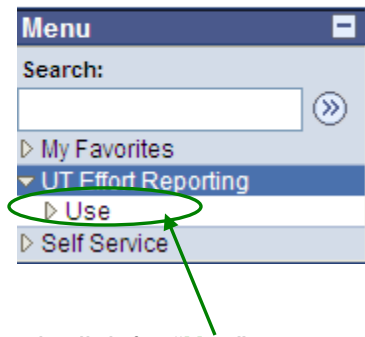 Menu
Search:
My Favorites
UT Effort Reporting
Use
Self Service